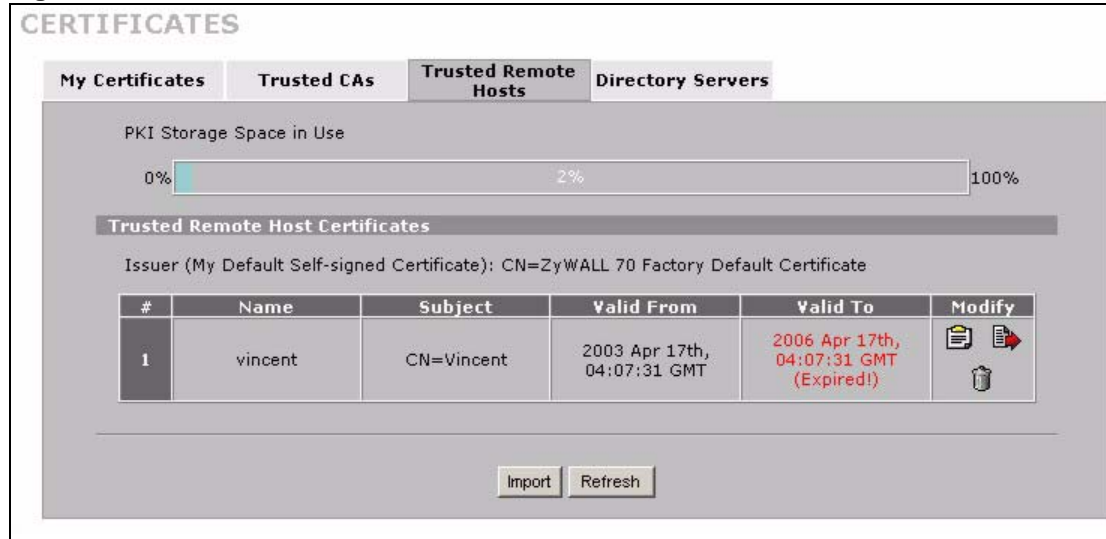 CERTIFICATES
My Certificates
Trusted CAs
Trusted Remote
Hosts
Directory Servers
PKI Storage Space in Use
0%
2%
100%
Trusted Remote Host Certificates
Issuer (My Default Self-signed Certificate): CN=ZyWALL 70 Factory Default Certificate
# Name Subject Valid From Valid To Modify
1 vincent CN=Vincent
2003 Apr 17th,
04:07:31 GMT
2006 Apr 17th,
04:07:31 GMT
(Expired!)
Import Refresh